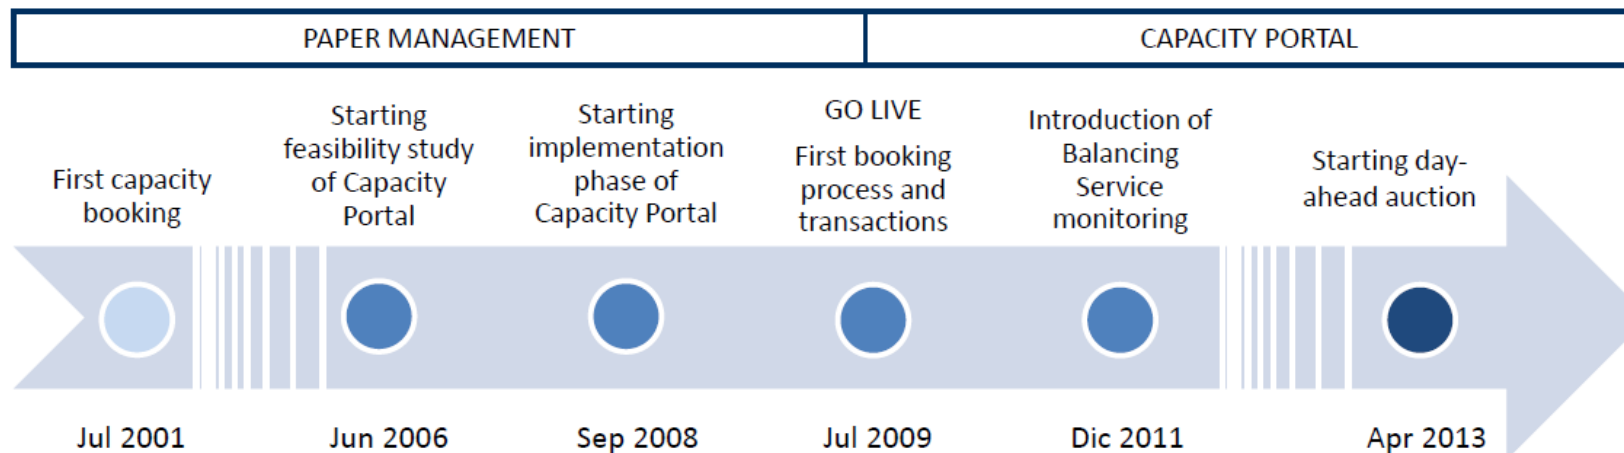 PAPER MANAGEMENT
CAPACITY PORTAL
First capacity
booking
Starting
feasibility study
of Capacity
Portal
Starting
implementation
phase of
Capacity Portal
GO LIVE
First booking
process and
transactions
Introduction of
Balancing
Service
monitoring
Starting day-
ahead auction
Jul 2001
Jun 2006
Sep 2008
Jul 2009
Dic 2011
Apr 2013